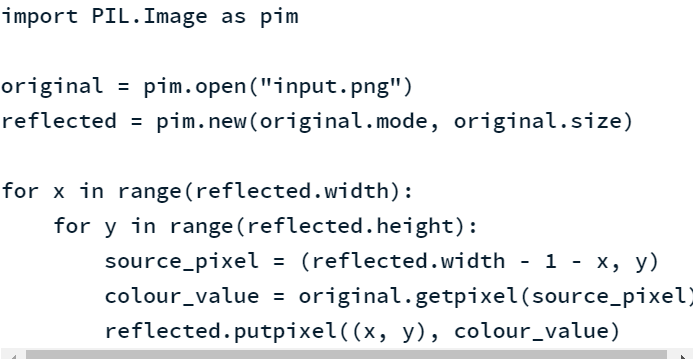 import PIL.Image as pim
original = pim.open("input.png")
reflected = pim.new(original.mode, original.size)
for x in range(reflected.width):
    for y in range(reflected.height):
        source_pixel = (reflected.width - 1 - x, y)
        colour_value = original.getpixel(source_pixel)
        reflected.putpixel((x, y), colour_value)